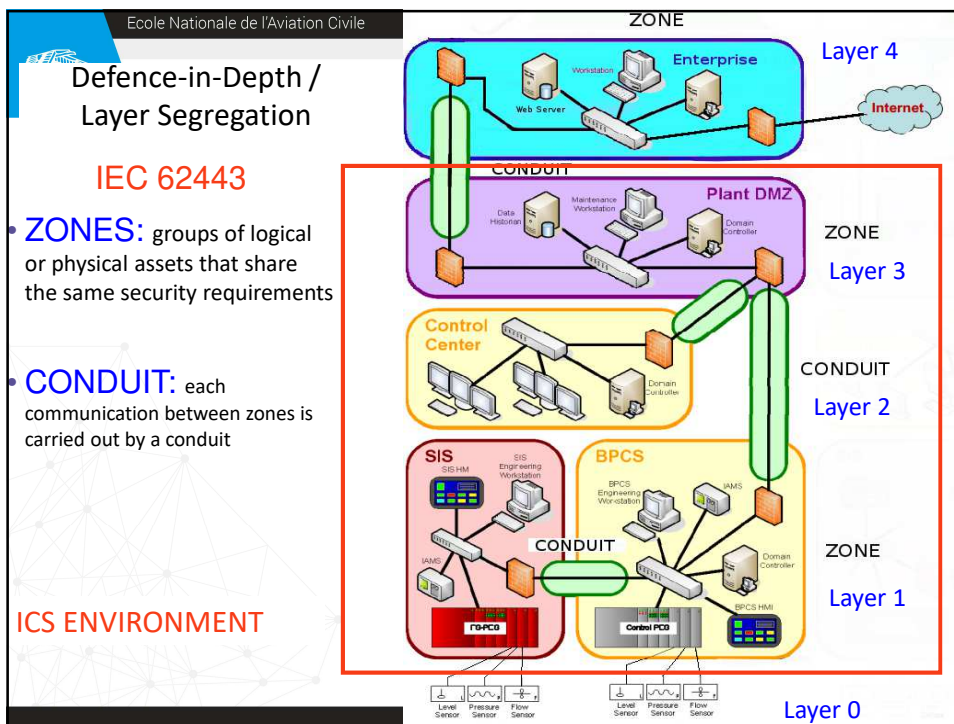 Ecole Nationale de l'Aviation Civile
Defence-in-Depth /
Layer Segregation
IEC 62443
• ZONES: groups of logical
or physical assets that share
the same security requirements
• CONDUIT: each
communication between zones is
carried out by a conduit
ICS ENVIRONMENT
ZONE
Layer 4
Enterprise
Workstation
Web Server
Internet
CONDUIT
Plant DMZ
Maintenance
Workstation
Data
Historian
Domain
Controller
ZONE
Layer 3
Control
Center
Domain
Controller
CONDUIT
Layer 2
SIS
SIS HM
SIS
Engineering
Workstation
IAMS
CONDUIT
BPCS
BPCS
Engineering
Workstation
IAMS
Domain
Controller
BPCS HMI
Control PCG
ZONE
Layer 1
Level
Sensor
Pressure
Sensor
Flow
Sensor
Level
Sensor
Pressure
Sensor
Flow
Sensor
Layer 0